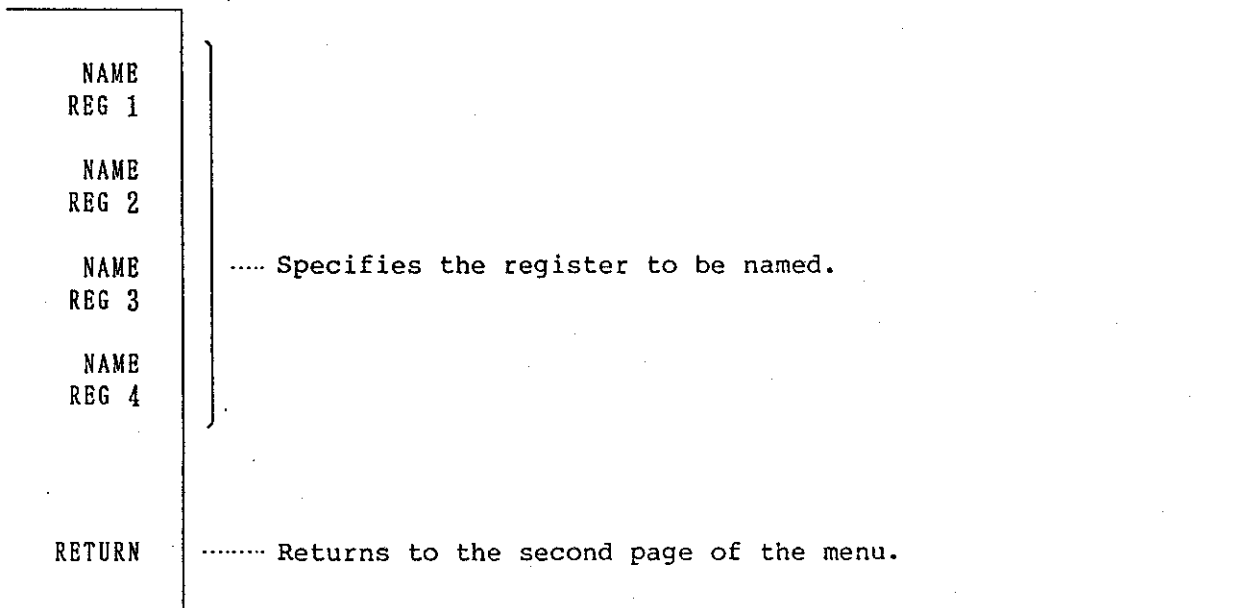 NAME
REG 1
NAME
REG 2
NAME
REG 3
NAME
REG 4
..... Specifies the register to be named.
RETURN ......... Returns to the second page of the menu.